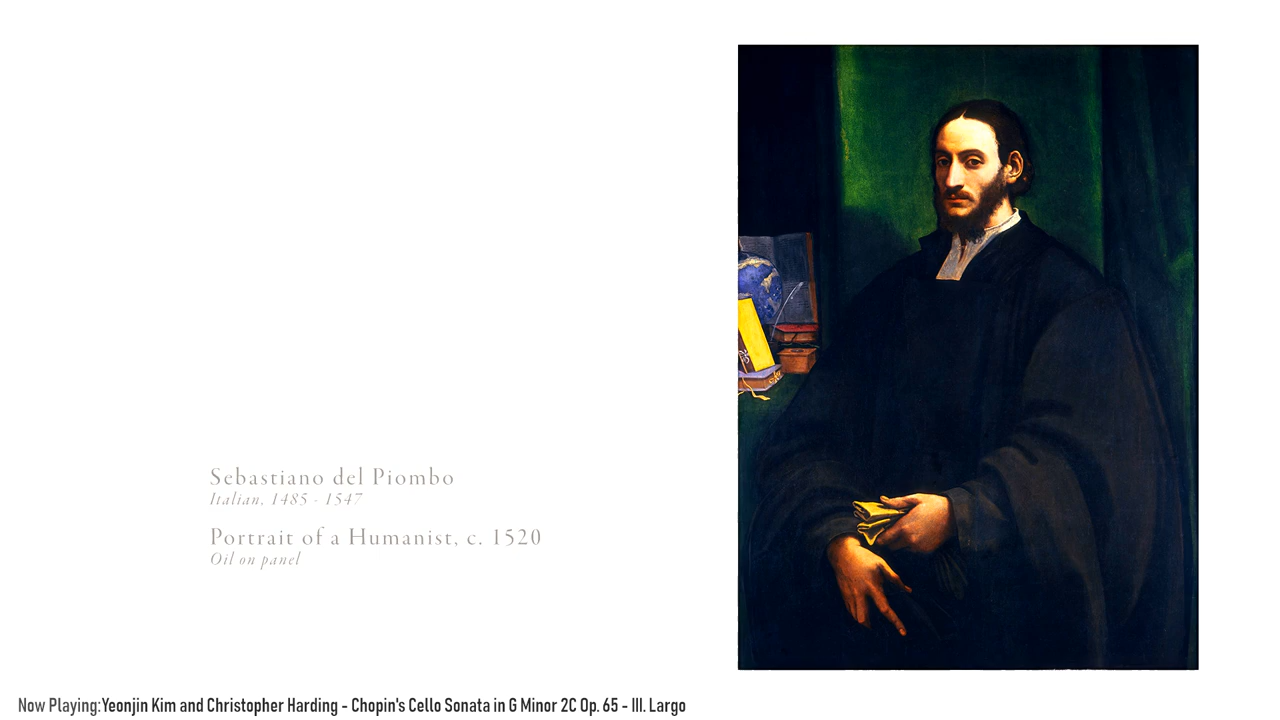 Sebastiano del Piombo
Italian, 1485 - 1547
Portrait of a Humanist, c. 1520
Oil on panel
Now Playing:Yeonjin Kim and Christopher Harding - Chopin's Cello Sonata in G Minor 2C Op. 65 - III. Largo